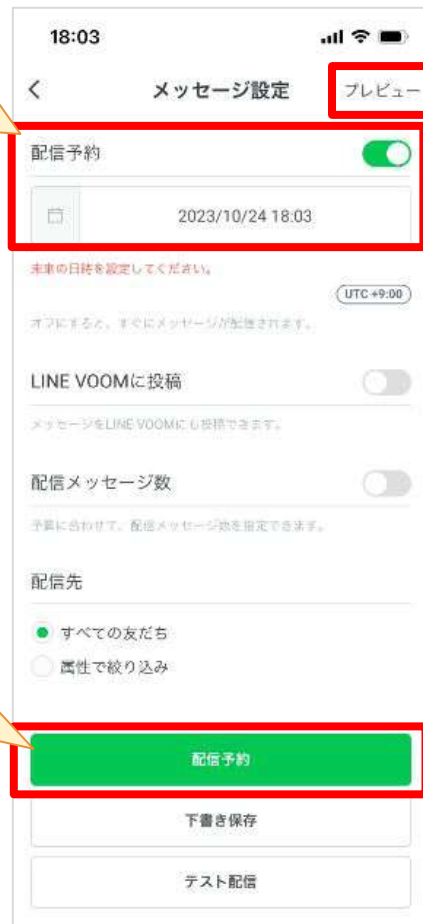 18:03
メッセージ設定
プレビュー
配信予約
2023/10/24 18:03
未来の日時を設定してください。
UTC +9:00
オフにすると、すぐにメッセージが配信されます。
LINE VOOMに投稿
メッセージをLINE VOOMにも投稿できます。
配信メッセージ数
予算に合わせて、配信メッセージ数を指定できます。
配信先
すべての友だち
属性で絞り込み
配信予約
下書き保存
テスト配信